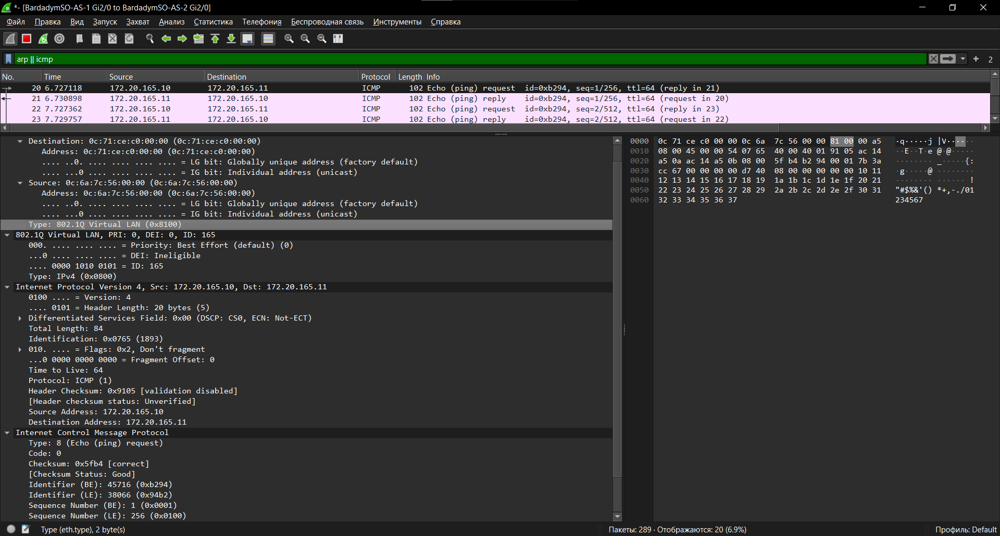 *- [BardadymSO-AS-1 Gi2/0 to BardadymSO-AS-2 Gi2/0]
Файл Правка Вид Запуск Захват Анализ Статистика Телефония Беспроводная связь Инструменты Справка
arp || icmp
+ 2
No. Time Source Destination Protocol Length Info
20 6.727118 172.20.165.10 172.20.165.11 ICMP 102 Echo (ping) request id=0xb294, seq=1/256, ttl=64 (reply in 21)
21 6.730898 172.20.165.11 172.20.165.10 ICMP 102 Echo (ping) reply id=0xb294, seq=1/256, ttl=64 (request in 20)
22 7.727362 172.20.165.10 172.20.165.11 ICMP 102 Echo (ping) request id=0xb294, seq=2/512, ttl=64 (reply in 23)
23 7.729757 172.20.165.11 172.20.165.10 ICMP 102 Echo (ping) reply id=0xb294, seq=2/512, ttl=64 (request in 22)
Destination: 0c:71:ce:c0:00:00 (0c:71:ce:c0:00:00)
Address: 0c:71:ce:c0:00:00 (0c:71:ce:c0:00:00)
.... ..0. .... .... .... .... = LG bit: Globally unique address (factory default)
.... ...0 .... .... .... .... = IG bit: Individual address (unicast)
Source: 0c:6a:7c:56:00:00 (0c:6a:7c:56:00:00)
Address: 0c:6a:7c:56:00:00 (0c:6a:7c:56:00:00)
.... ..0. .... .... .... .... = LG bit: Globally unique address (factory default)
.... ...0 .... .... .... .... = IG bit: Individual address (unicast)
Type: 802.1Q Virtual LAN (0x8100)
802.1Q Virtual LAN, PRI: 0, DEI: 0, ID: 165
000. .... .... .... = Priority: Best Effort (default) (0)
...0 .... .... .... = DEI: Ineligible
.... 0000 1010 0101 = ID: 165
Type: IPv4 (0x0800)
Internet Protocol Version 4, Src: 172.20.165.10, Dst: 172.20.165.11
0100 .... = Version: 4
.... 0101 = Header Length: 20 bytes (5)
Differentiated Services Field: 0x00 (DSCP: CS0, ECN: Not-ECT)
Total Length: 84
Identification: 0x0765 (1893)
010. .... = Flags: 0x2, Don't fragment
...0 0000 0000 0000 = Fragment Offset: 0
Time to Live: 64
Protocol: ICMP (1)
Header Checksum: 0x9105 [validation disabled]
[Header checksum status: Unverified]
Source Address: 172.20.165.10
Destination Address: 172.20.165.11
Internet Control Message Protocol
Type: 8 (Echo (ping) request)
Code: 0
Checksum: 0x5fb4 [correct]
[Checksum Status: Good]
Identifier (BE): 45716 (0xb294)
Identifier (LE): 38066 (0x94b2)
Sequence Number (BE): 1 (0x0001)
Sequence Number (LE): 256 (0x0100)
0000 0c 71 ce c0 00 00 0c 6a 7c 56 00 00 81 00 00 a5 ·q·····j |V······
0010 08 00 45 00 00 54 07 65 40 00 40 01 91 05 ac 14 ··E··T·e @·@·····
0020 a5 0a ac 14 a5 0b 08 00 5f b4 b2 94 00 01 7b 3a ········ _·····{:
0030 cc 67 00 00 00 00 d7 40 08 00 00 00 00 00 10 11 ·g·····@ ········
0040 12 13 14 15 16 17 18 19 1a 1b 1c 1d 1e 1f 20 21 ········ ······ !
0050 22 23 24 25 26 27 28 29 2a 2b 2c 2d 2e 2f 30 31 "#$%&'() *+,-./01
0060 32 33 34 35 36 37 234567
Type (eth.type), 2 byte(s)
Пакеты: 289 · Отображаются: 20 (6.9%)
Профиль: Default